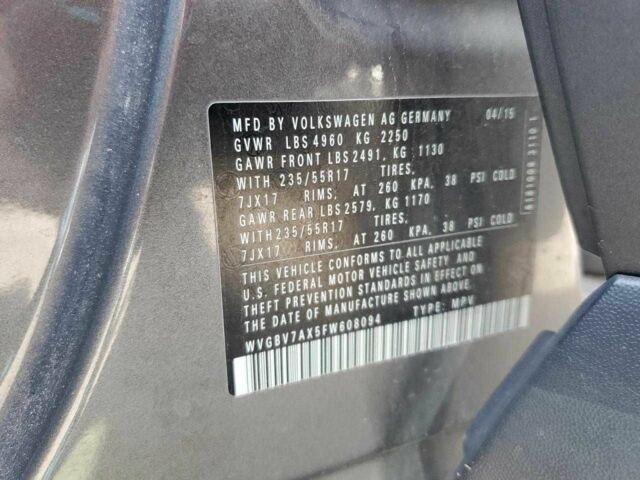 MFD BY VOLKSWAGEN AG GERMANY 04/15
GVWR LBS 4960 KG 2250
GAWR FRONT LBS 2491, KG 1130
WITH 235/55R17 TIRES,
7JX17 RIMS, AT 260 KPA, 38 PSI COLD
GAWR REAR LBS 2579, KG 1170
WITH 235/55R17 TIRES,
7JX17 RIMS, AT 260 KPA, 38 PSI COLD
THIS VEHICLE CONFORMS TO ALL APPLICABLE
U.S. FEDERAL MOTOR VEHICLE SAFETY AND
THEFT PREVENTION STANDARDS IN EFFECT ON
THE DATE OF MANUFACTURE SHOWN ABOVE.
WVGBV7AX5FW608094 TYPE: MPV